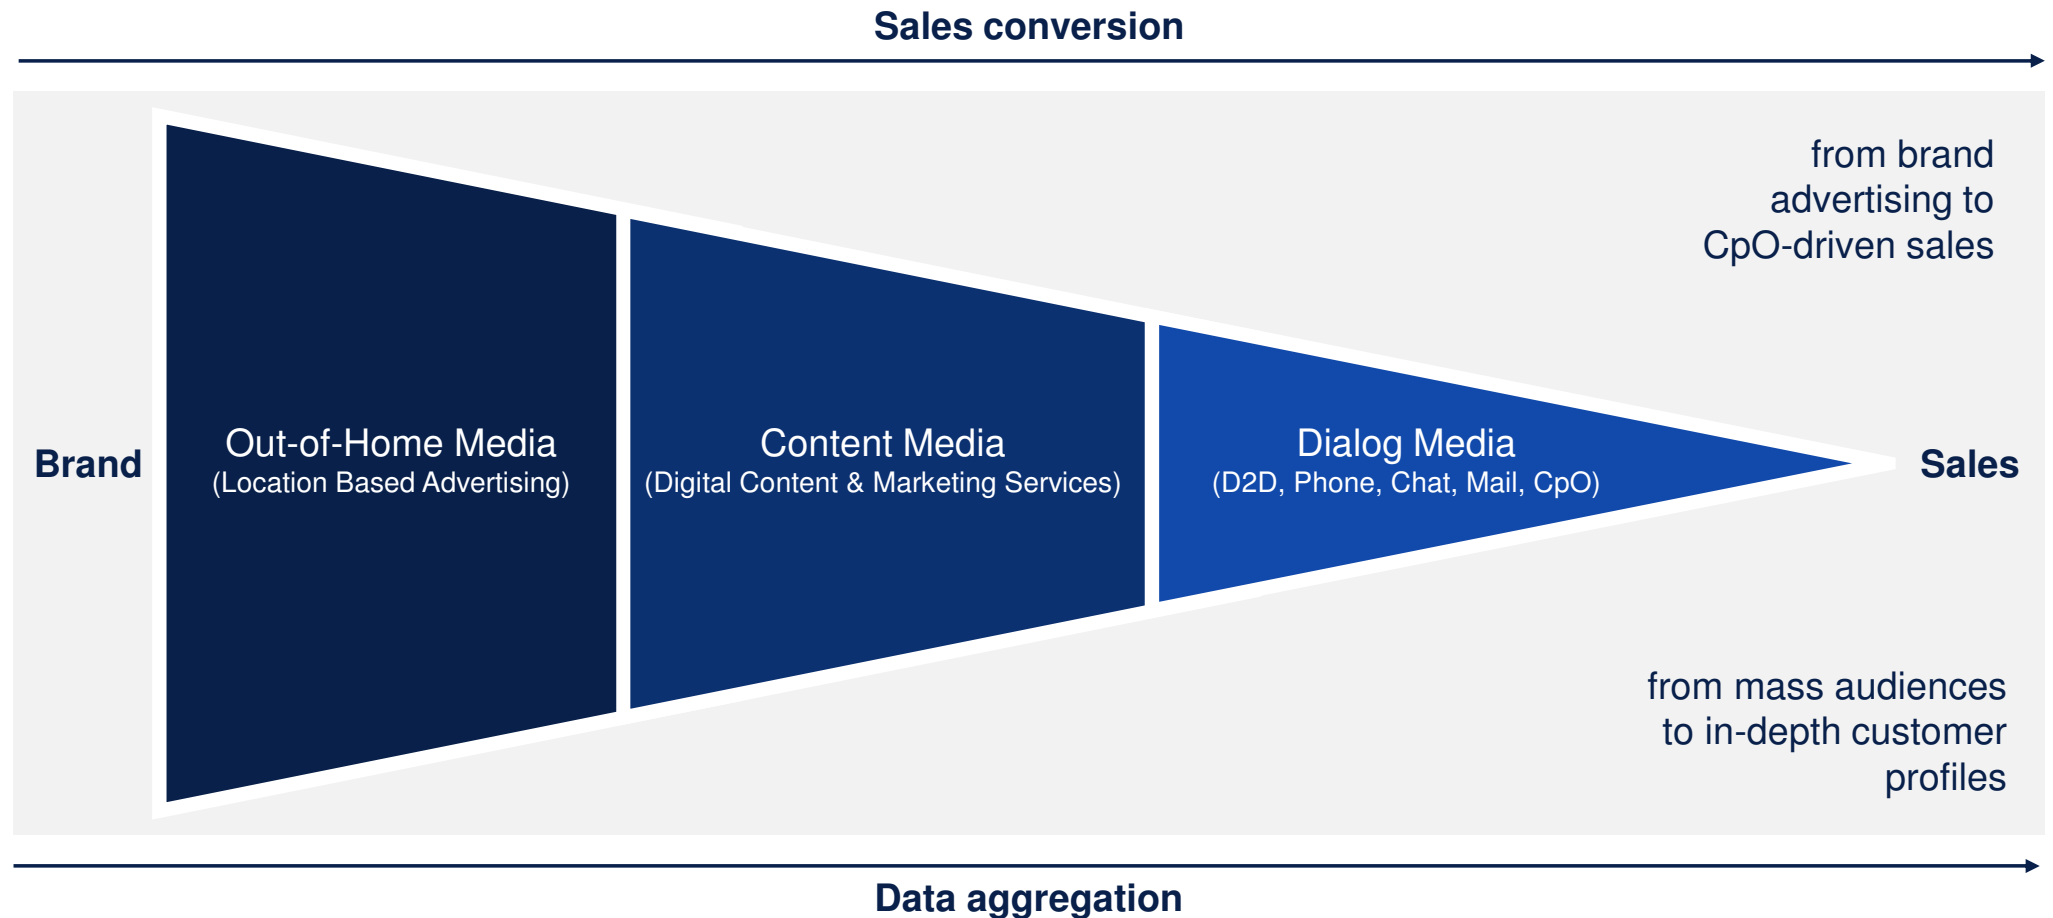 Sales conversion
from brand
advertising to
CpO-driven sales
Brand
Out-of-Home Media
(Location Based Advertising)
Content Media
(Digital Content & Marketing Services)
Dialog Media
(D2D, Phone, Chat, Mail, CpO)
Sales
from mass audiences
to in-depth customer
profiles
Data aggregation